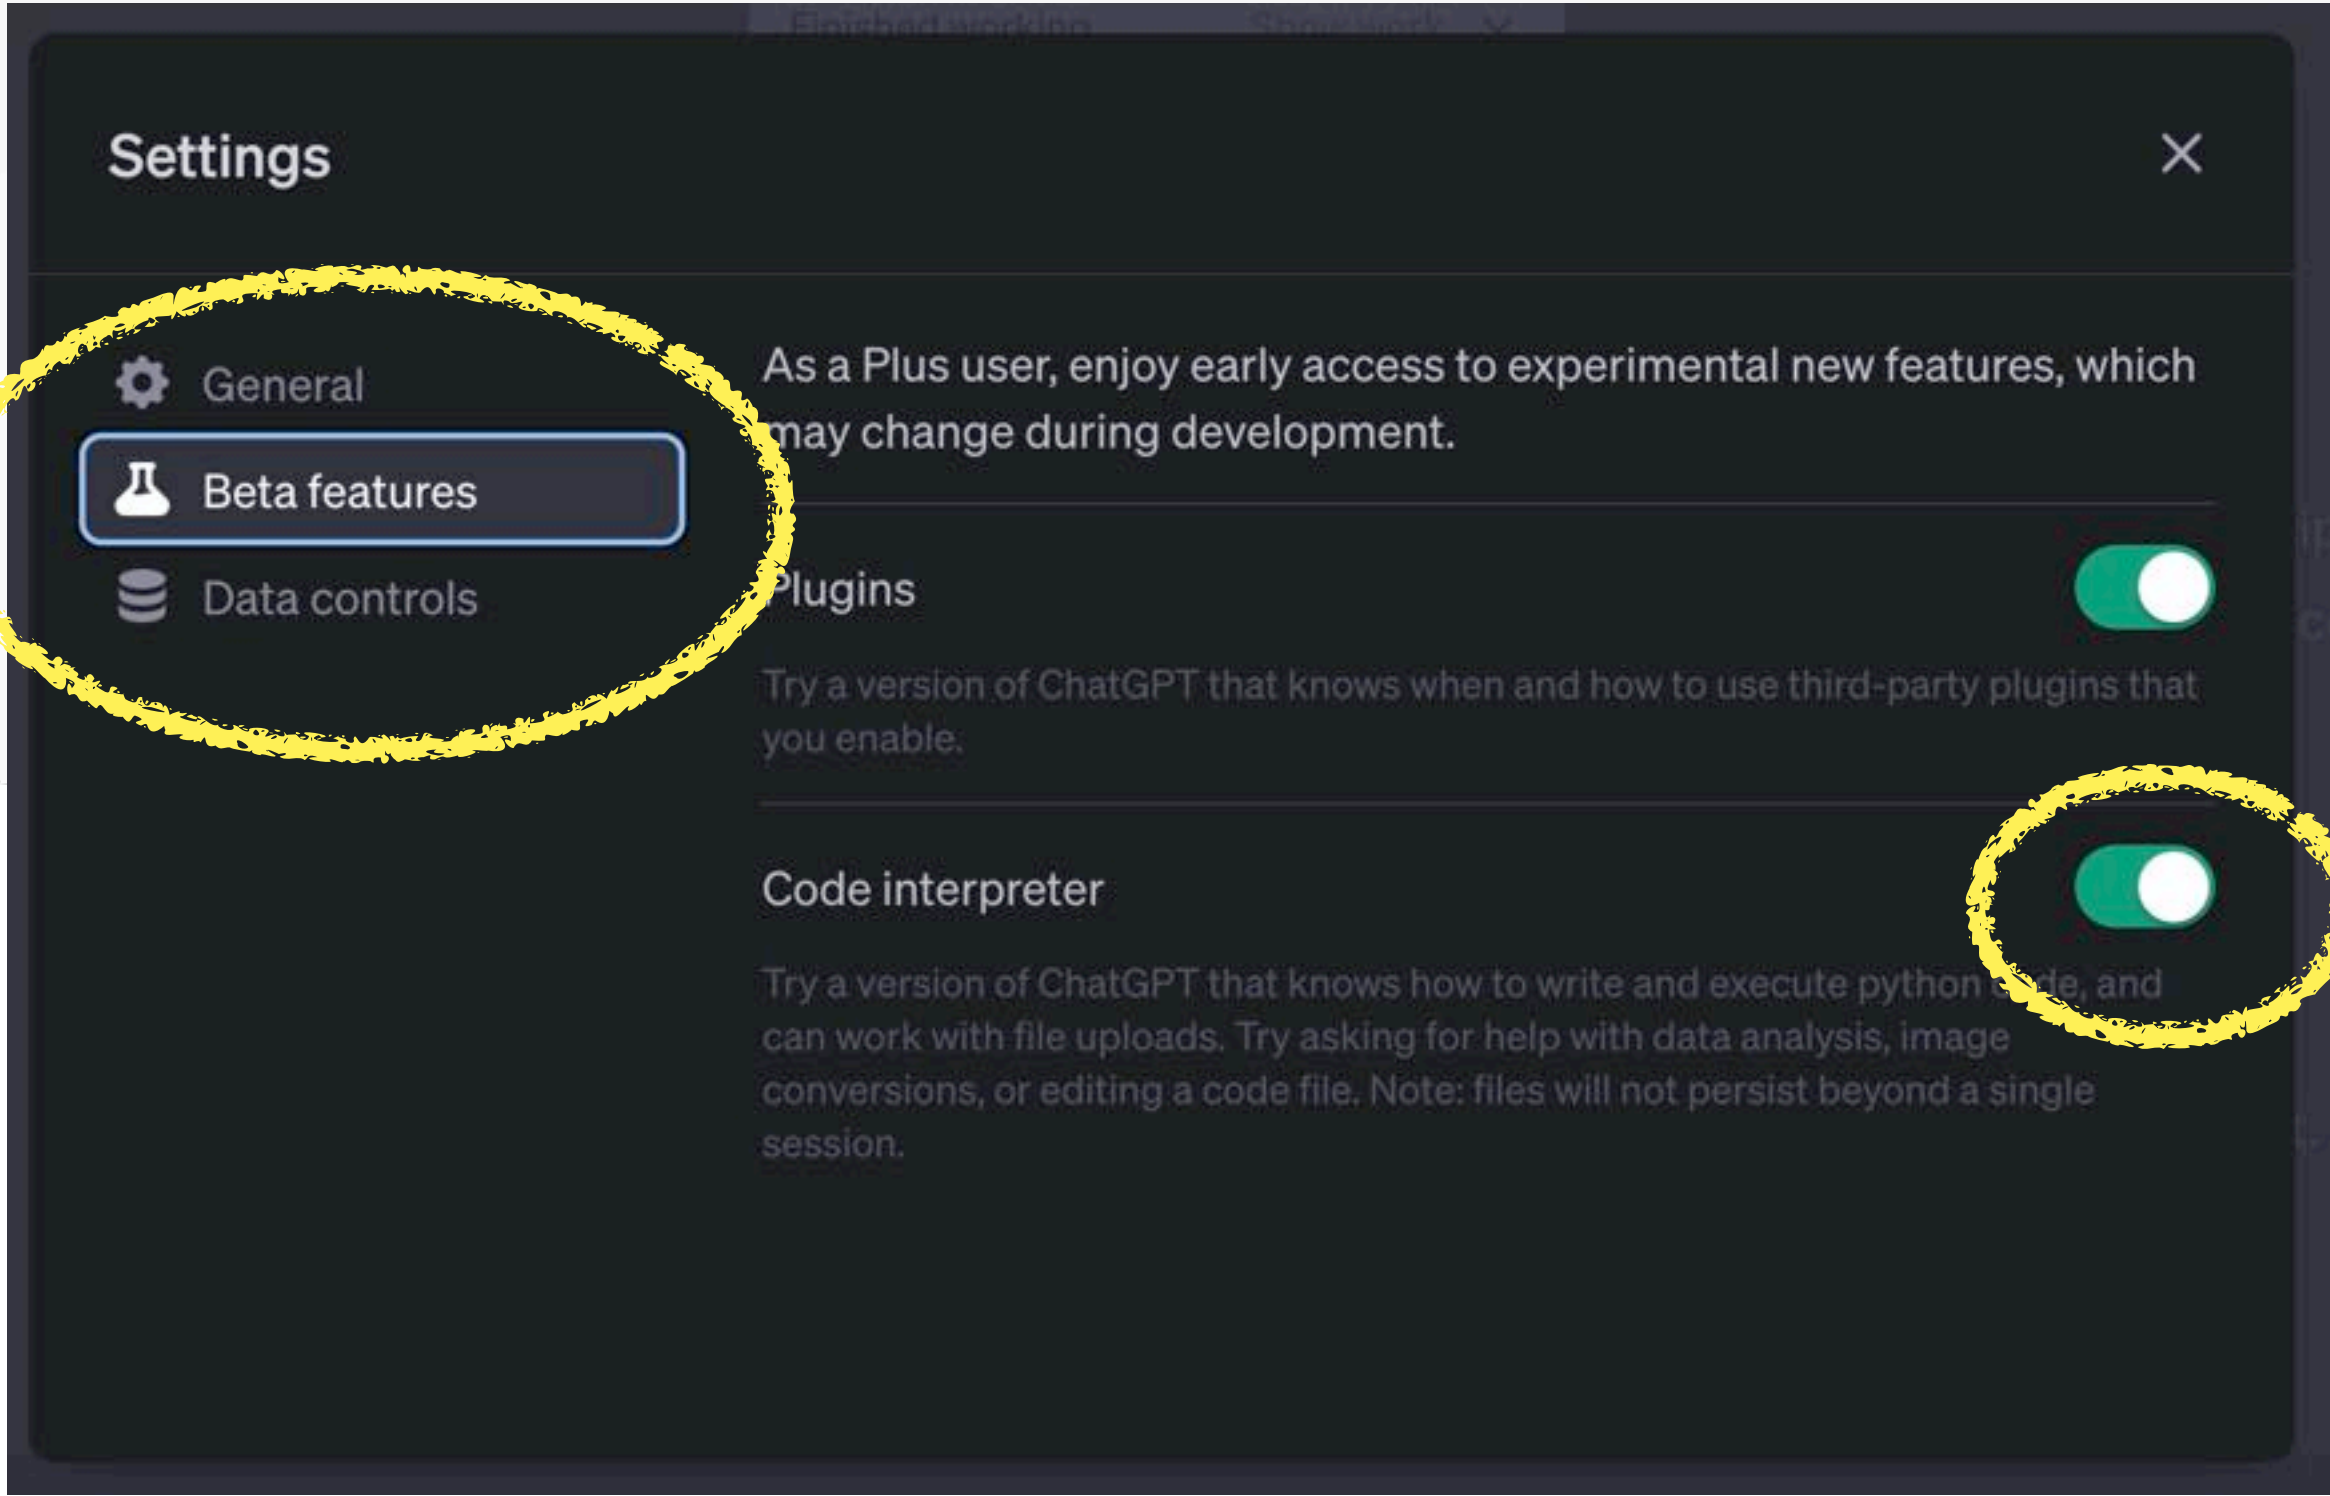 Finished working
Show work
Settings
General
Beta features
Data controls
As a Plus user, enjoy early access to experimental new features, which
may change during development.
Plugins
Try a version of ChatGPT that knows when and how to use third-party plugins that
you enable.
Code interpreter
Try a version of ChatGPT that knows how to write and execute python code, and
can work with file uploads. Try asking for help with data analysis, image
conversions, or editing a code file. Note: files will not persist beyond a single
session.